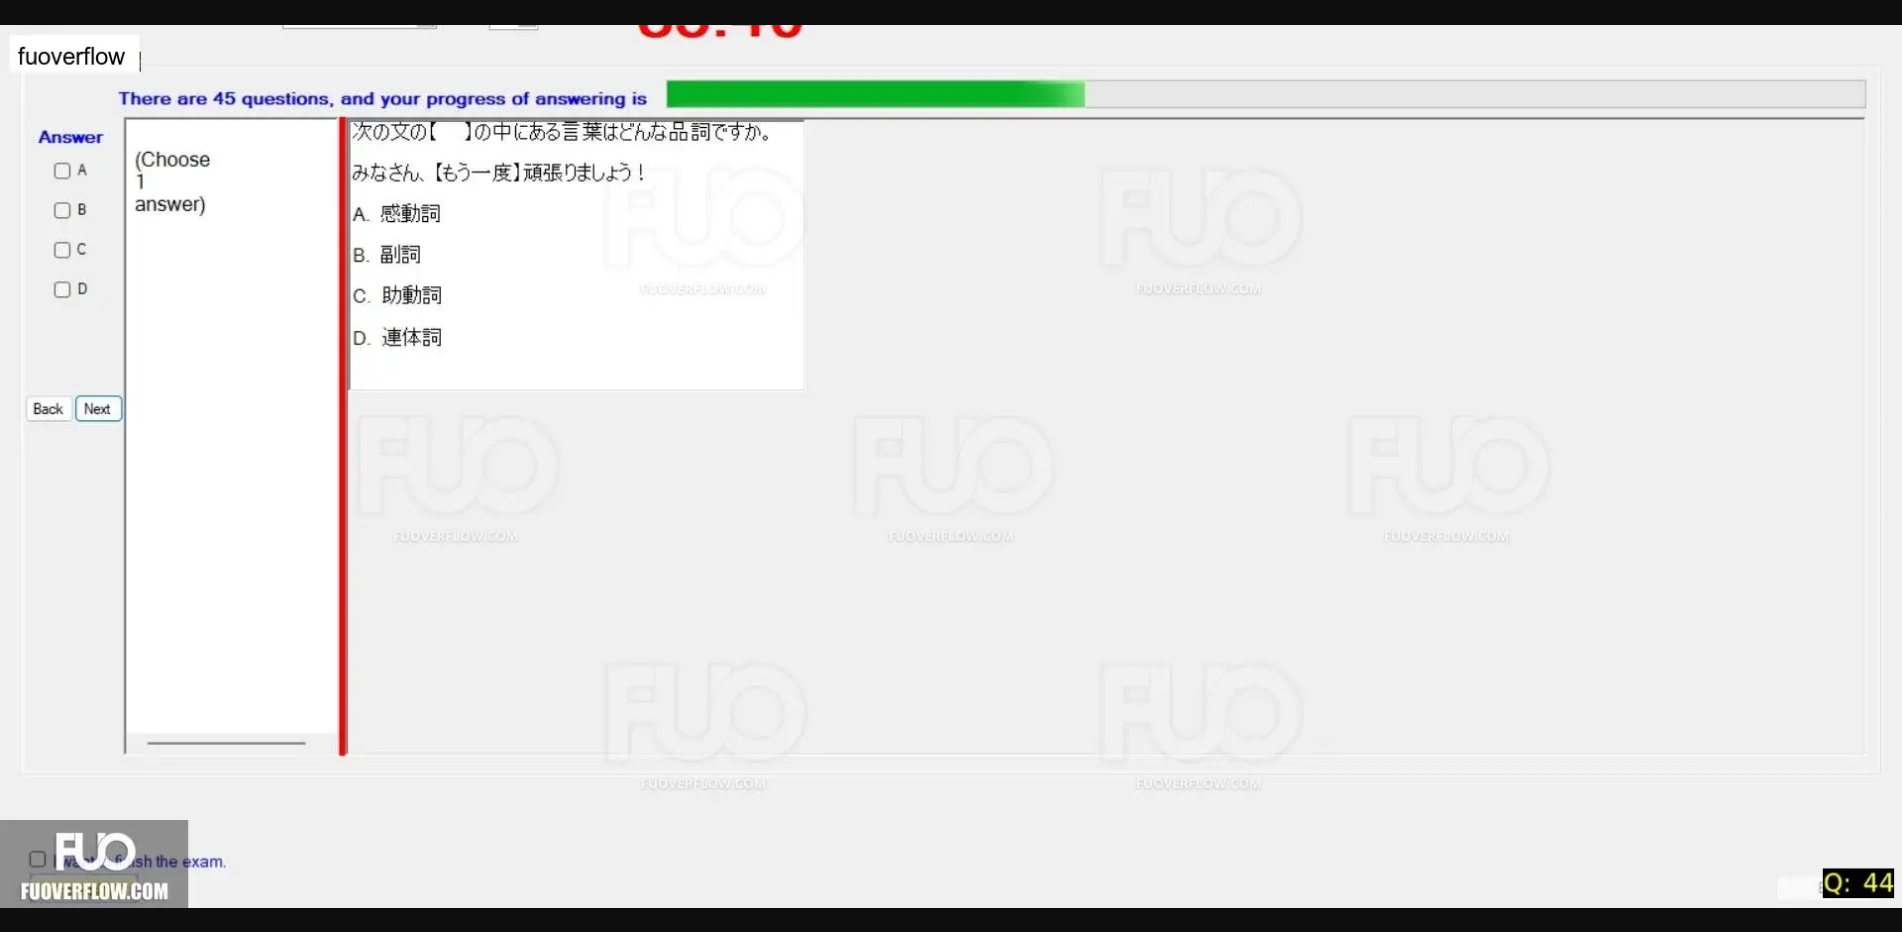 fuoverflow
There are 45 questions, and your progress of answering is
Answer
A
B
C
D
(Choose
1
answer)
次の文の【　】の中にある言葉はどんな品詞ですか。
みなさん、【もう一度】頑張りましょう！
A. 感動詞
B. 副詞
C. 助動詞
D. 連体詞
Back
Next
FUO
FUOVERFLOW.COM
FUO
FUOVERFLOW.COM
FUO
FUOVERFLOW.COM
FUO
FUOVERFLOW.COM
FUO
FUOVERFLOW.COM
FUO
FUOVERFLOW.COM
FUO
FUOVERFLOW.COM
sh the exam.
FUO
FUOVERFLOW.COM
Q: 44